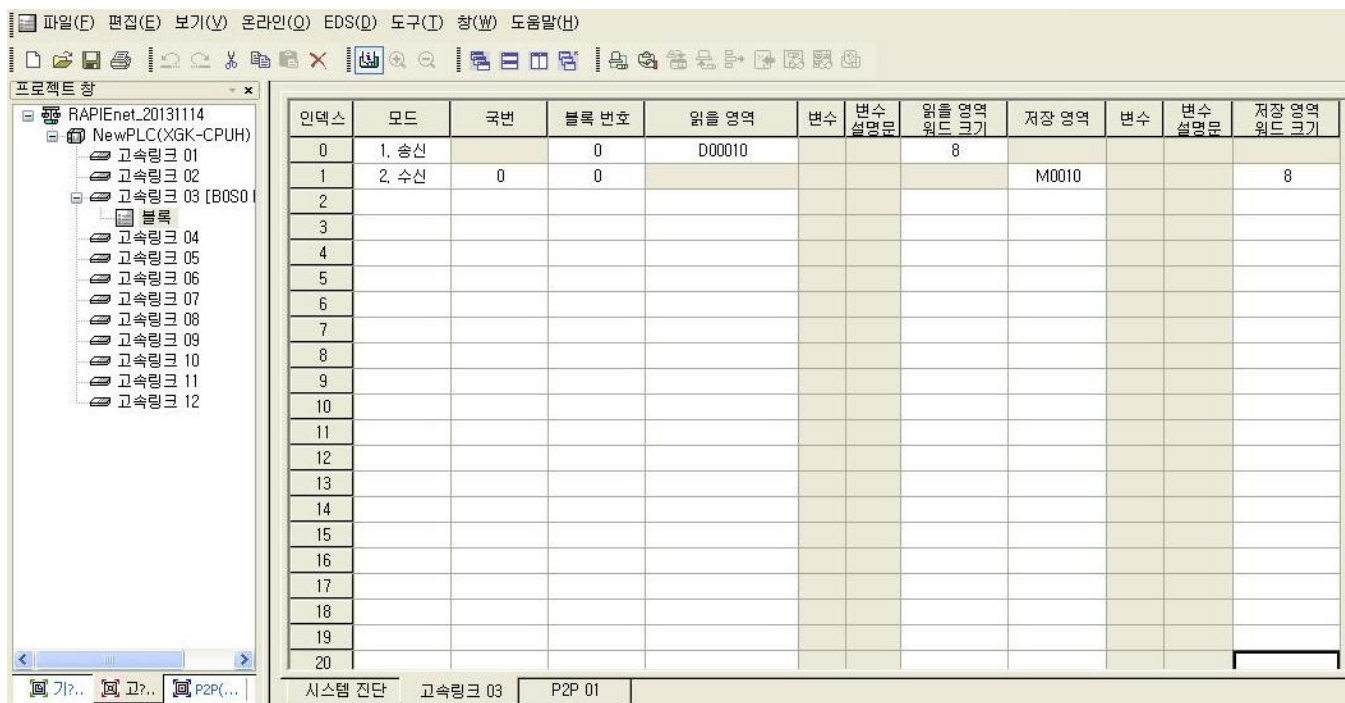 파일(F) 편집(E) 보기(V) 온라인(O) EDS(D) 도구(T) 창(W) 도움말(H)
프로젝트 창
RAPIEnet_20131114
NewPLC(XGK-CPUH)
고속링크 01
고속링크 02
고속링크 03 [B0S0
블록
고속링크 04
고속링크 05
고속링크 06
고속링크 07
고속링크 08
고속링크 09
고속링크 10
고속링크 11
고속링크 12
기?.. 고?.. P2P(...
인덱스 모드 국번 블록 번호 읽을 영역 변수 변수 설명문 읽을 영역 워드 크기 저장 영역 변수 변수 설명문 저장 영역 워드 크기
0 1. 송신 0 D00010 8
1 2. 수신 0 0 M0010 8
2
3
4
5
6
7
8
9
10
11
12
13
14
15
16
17
18
19
20
시스템 진단 고속링크 03 P2P 01